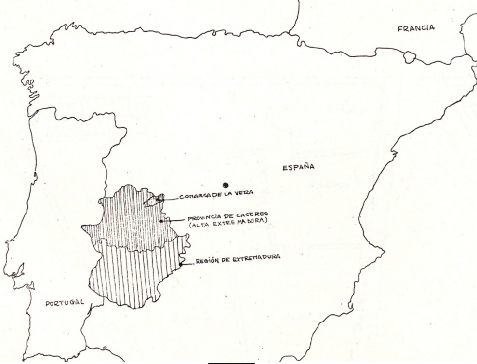 FRANCIA
ESPAÑA
COMARCA DE LA VERA
PROVINCIA DE CACERES
(ALTA EXTREMADURA)
REGIÓN DE EXTREMADURA
PORTUGAL